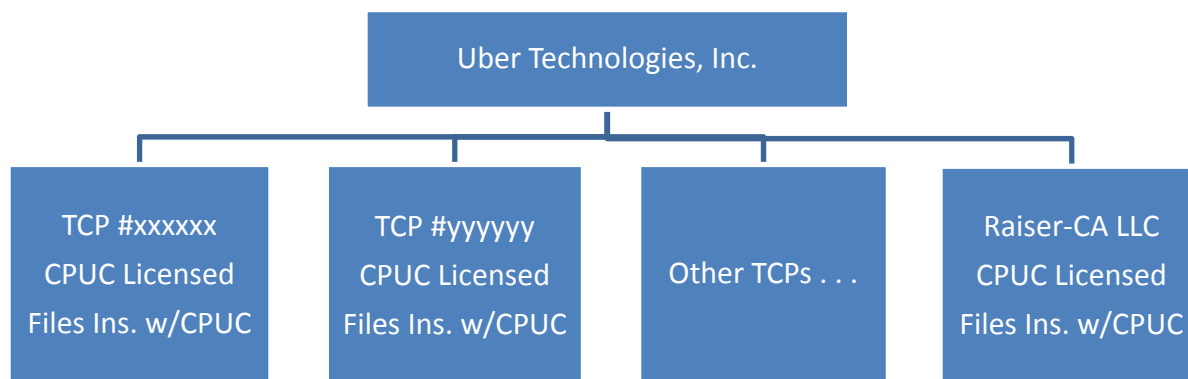 Uber Technologies, Inc.
TCP #xxxxxx
CPUC Licensed
Files Ins. w/CPUC
TCP #yyyyyy
CPUC Licensed
Files Ins. w/CPUC
Other TCPs . . .
Raiser-CA LLC
CPUC Licensed
Files Ins. w/CPUC